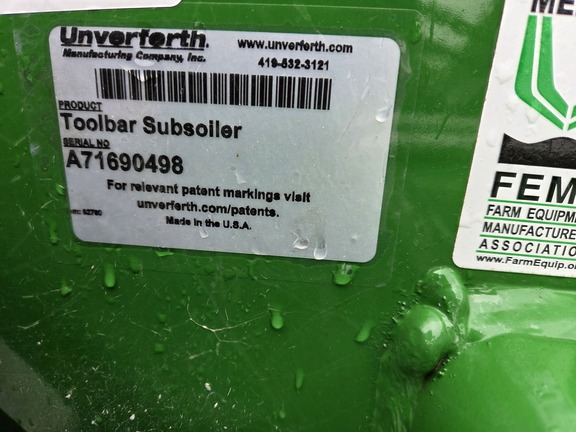 Unverferth.
Manufacturing Company, Inc.
www.unverferth.com
419-532-3121
PRODUCT
Toolbar Subsoiler
SERIAL NO
A71690498
For relevant patent markings visit
unverferth.com/patents.
Made in the U.S.A.
FEM
FARM EQUIPM
MANUFACTURE
ASSOCIATIO
www.FarmEquip.o